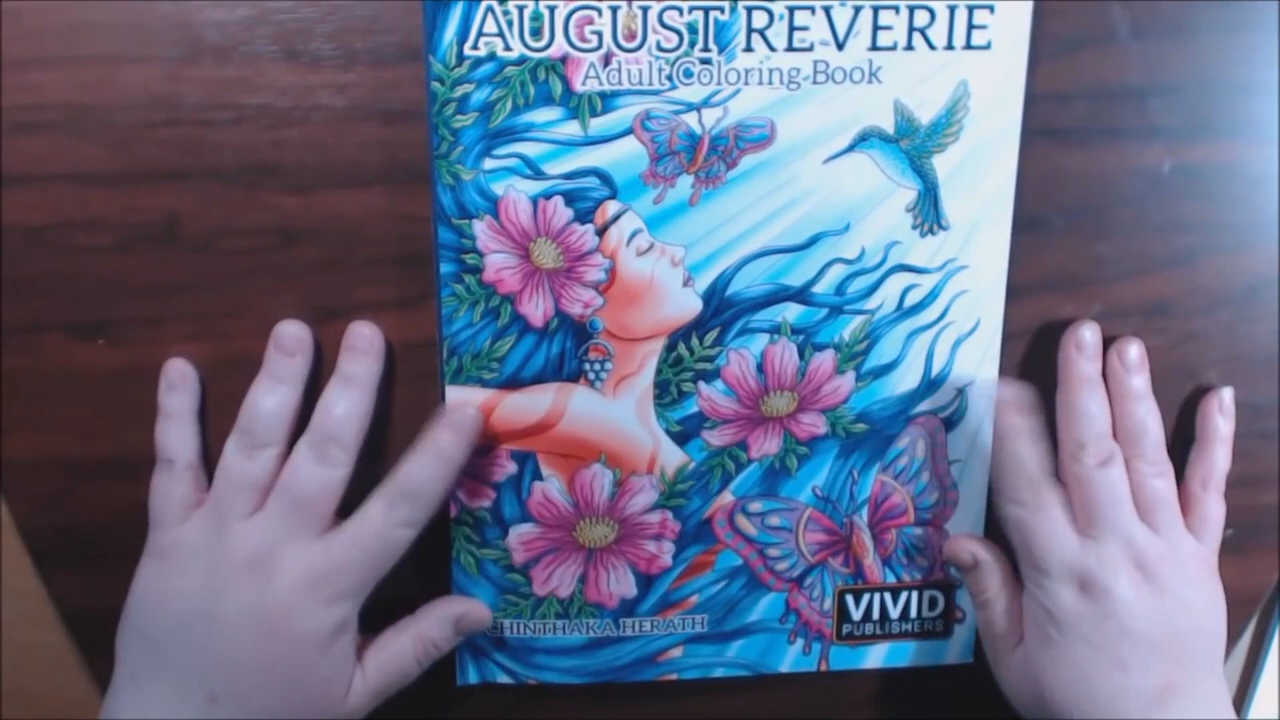 AUGUST REVERIE
Adult Coloring Book
CHINTHAKA HERATH
VIVID
PUBLISHERS